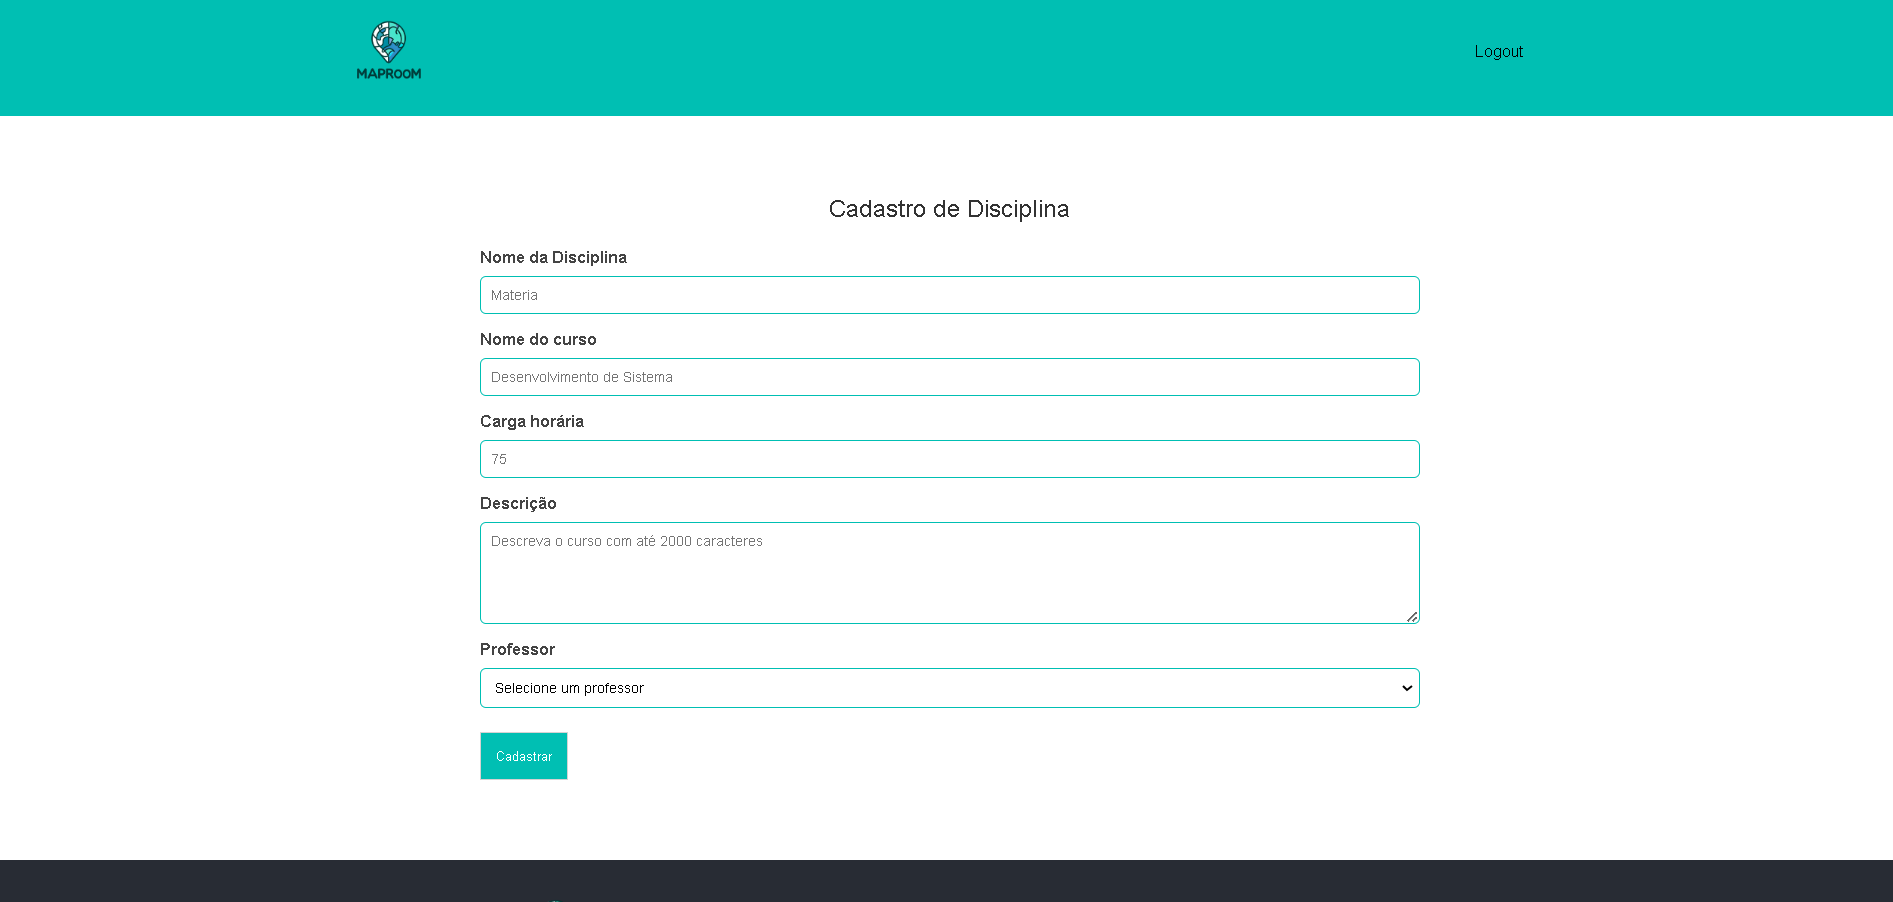 MAPROOM
Logout
Cadastro de Disciplina
Nome da Disciplina
Materia
Nome do curso
Desenvolvimento de Sistema
Carga horária
75
Descrição
Descreva o curso com até 2000 caracteres
Professor
Selecione um professor
Cadastrar